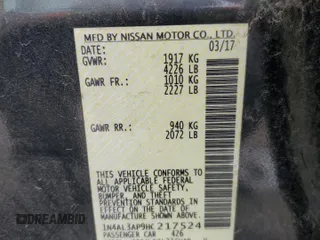 MFD BY NISSAN MOTOR CO., LTD.
DATE: 03/17
GVWR: 1917 KG
4226 LB
GAWR FR: 1010 KG
2227 LB
GAWR RR: 940 KG
2072 LB
THIS VEHICLE CONFORMS TO
ALL APPLICABLE FEDERAL
MOTOR VEHICLE SAFETY,
BUMPER, AND THEFT
PREVENTION STANDARDS
IN EFFECT ON THE DATE OF
MANUFACTURE SHOWN ABOVE.
1N4AL3AP9HC217524
PASSENGER CAR 426
DREAMBID